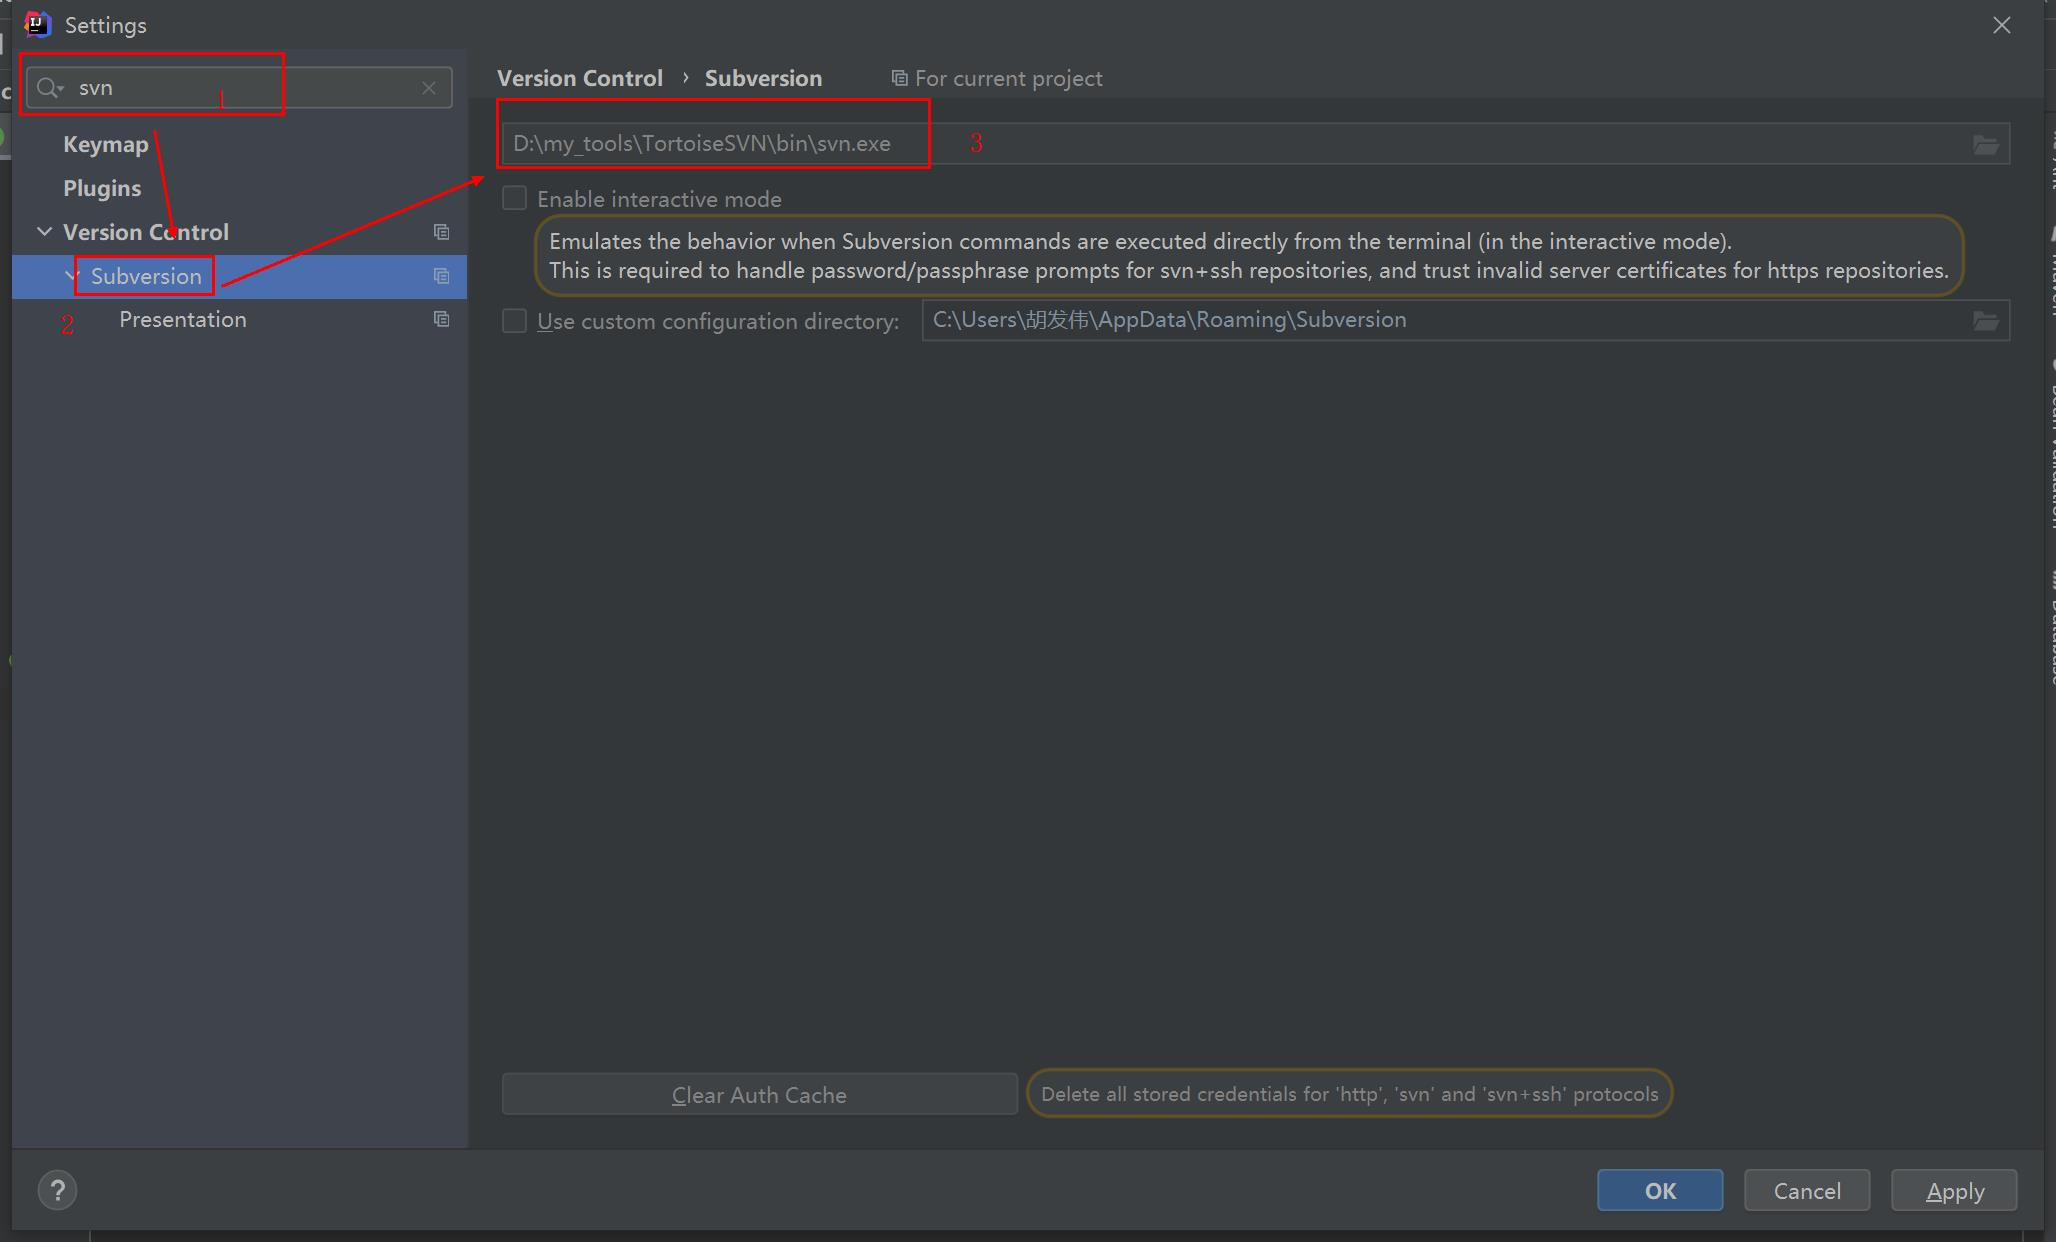 Settings
svn
1
Keymap
Plugins
Version Control
Subversion
2
Presentation
Version Control › Subversion
For current project
D:\my_tools\TortoiseSVN\bin\svn.exe
3
Enable interactive mode
Emulates the behavior when Subversion commands are executed directly from the terminal (in the interactive mode).
This is required to handle password/passphrase prompts for svn+ssh repositories, and trust invalid server certificates for https repositories.
Use custom configuration directory:
C:\Users\胡发伟\AppData\Roaming\Subversion
Clear Auth Cache
Delete all stored credentials for 'http', 'svn' and 'svn+ssh' protocols
?
OK
Cancel
Apply